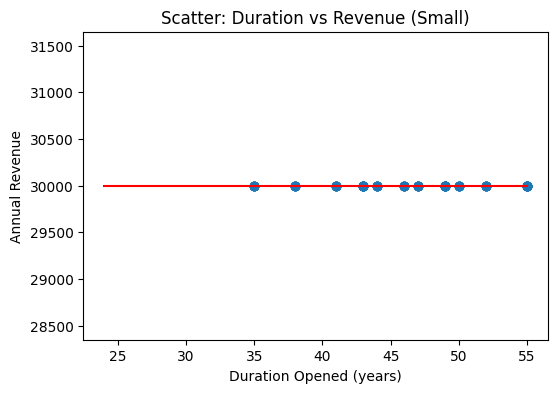 Scatter: Duration vs Revenue (Small)
Annual Revenue
31500
31000
30500
30000
29500
29000
28500
25 30 35 40 45 50 55
Duration Opened (years)